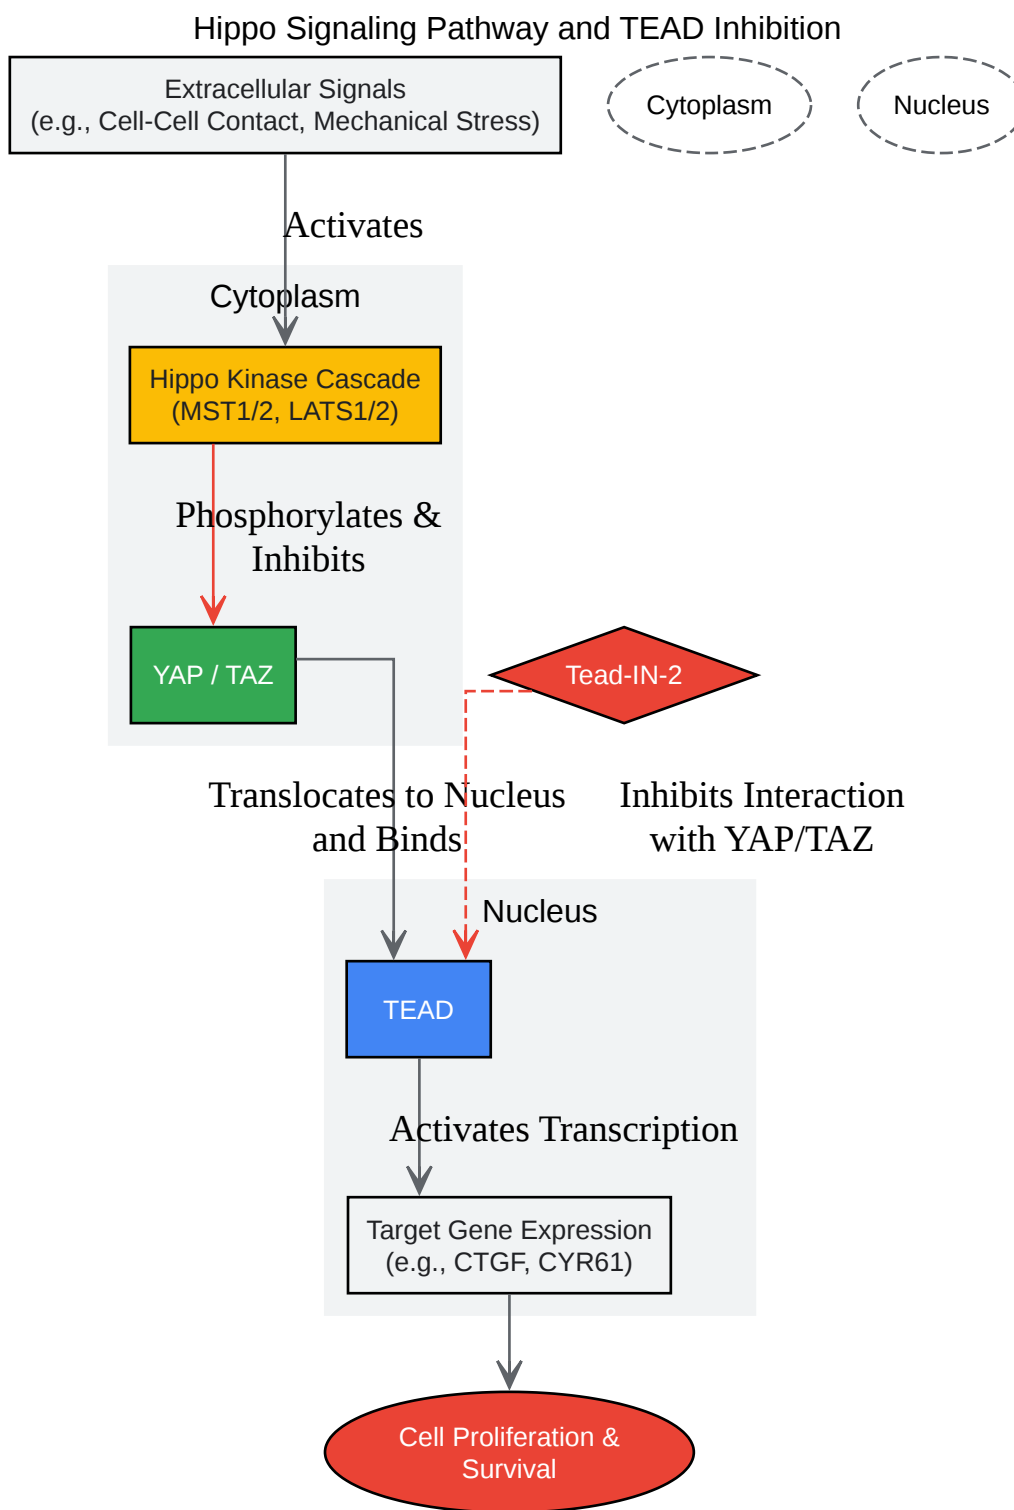 Hippo Signaling Pathway and TEAD Inhibition
Extracellular Signals
(e.g., Cell-Cell Contact, Mechanical Stress)
Cytoplasm
Nucleus
Activates
Cytoplasm
Hippo Kinase Cascade
(MST1/2, LATS1/2)
Phosphorylates &
Inhibits
YAP / TAZ
Tead-IN-2
Translocates to Nucleus
and Binds
Inhibits Interaction
with YAP/TAZ
Nucleus
TEAD
Activates Transcription
Target Gene Expression
(e.g., CTGF, CYR61)
Cell Proliferation &
Survival